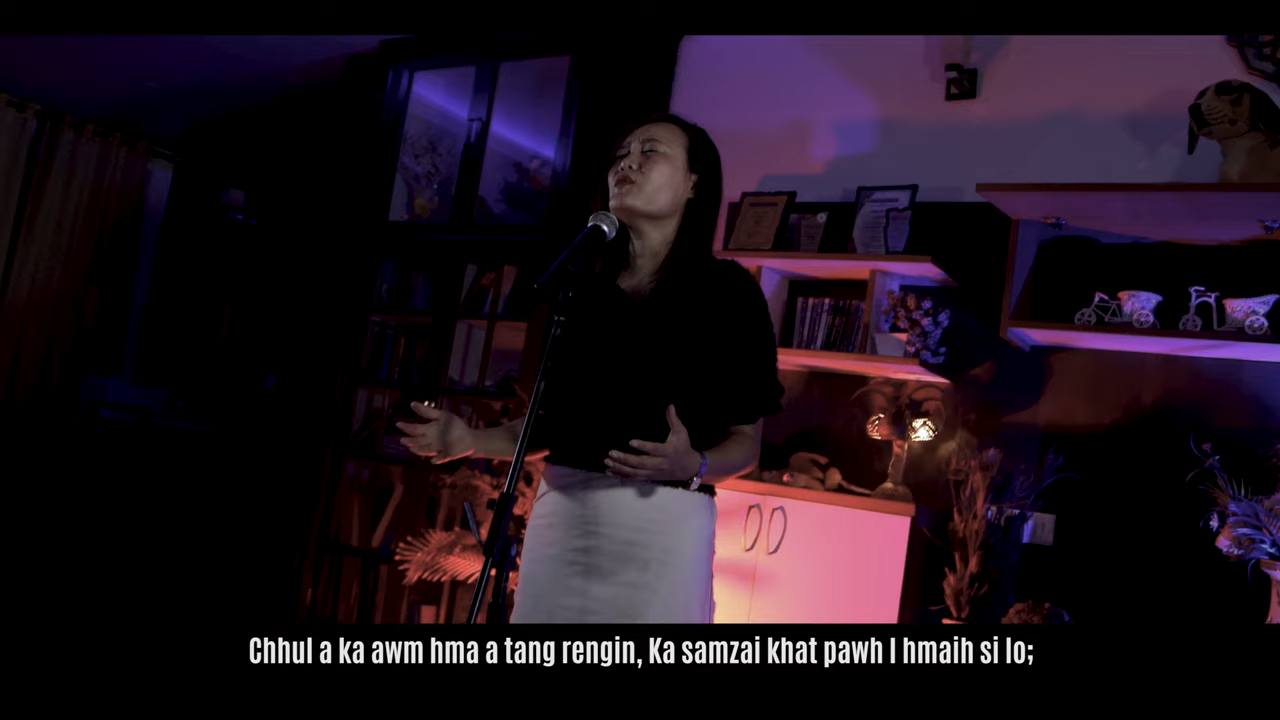 Chhul a ka awm hma a tang rengin, Ka samzai khat pawh I hmaih si lo;